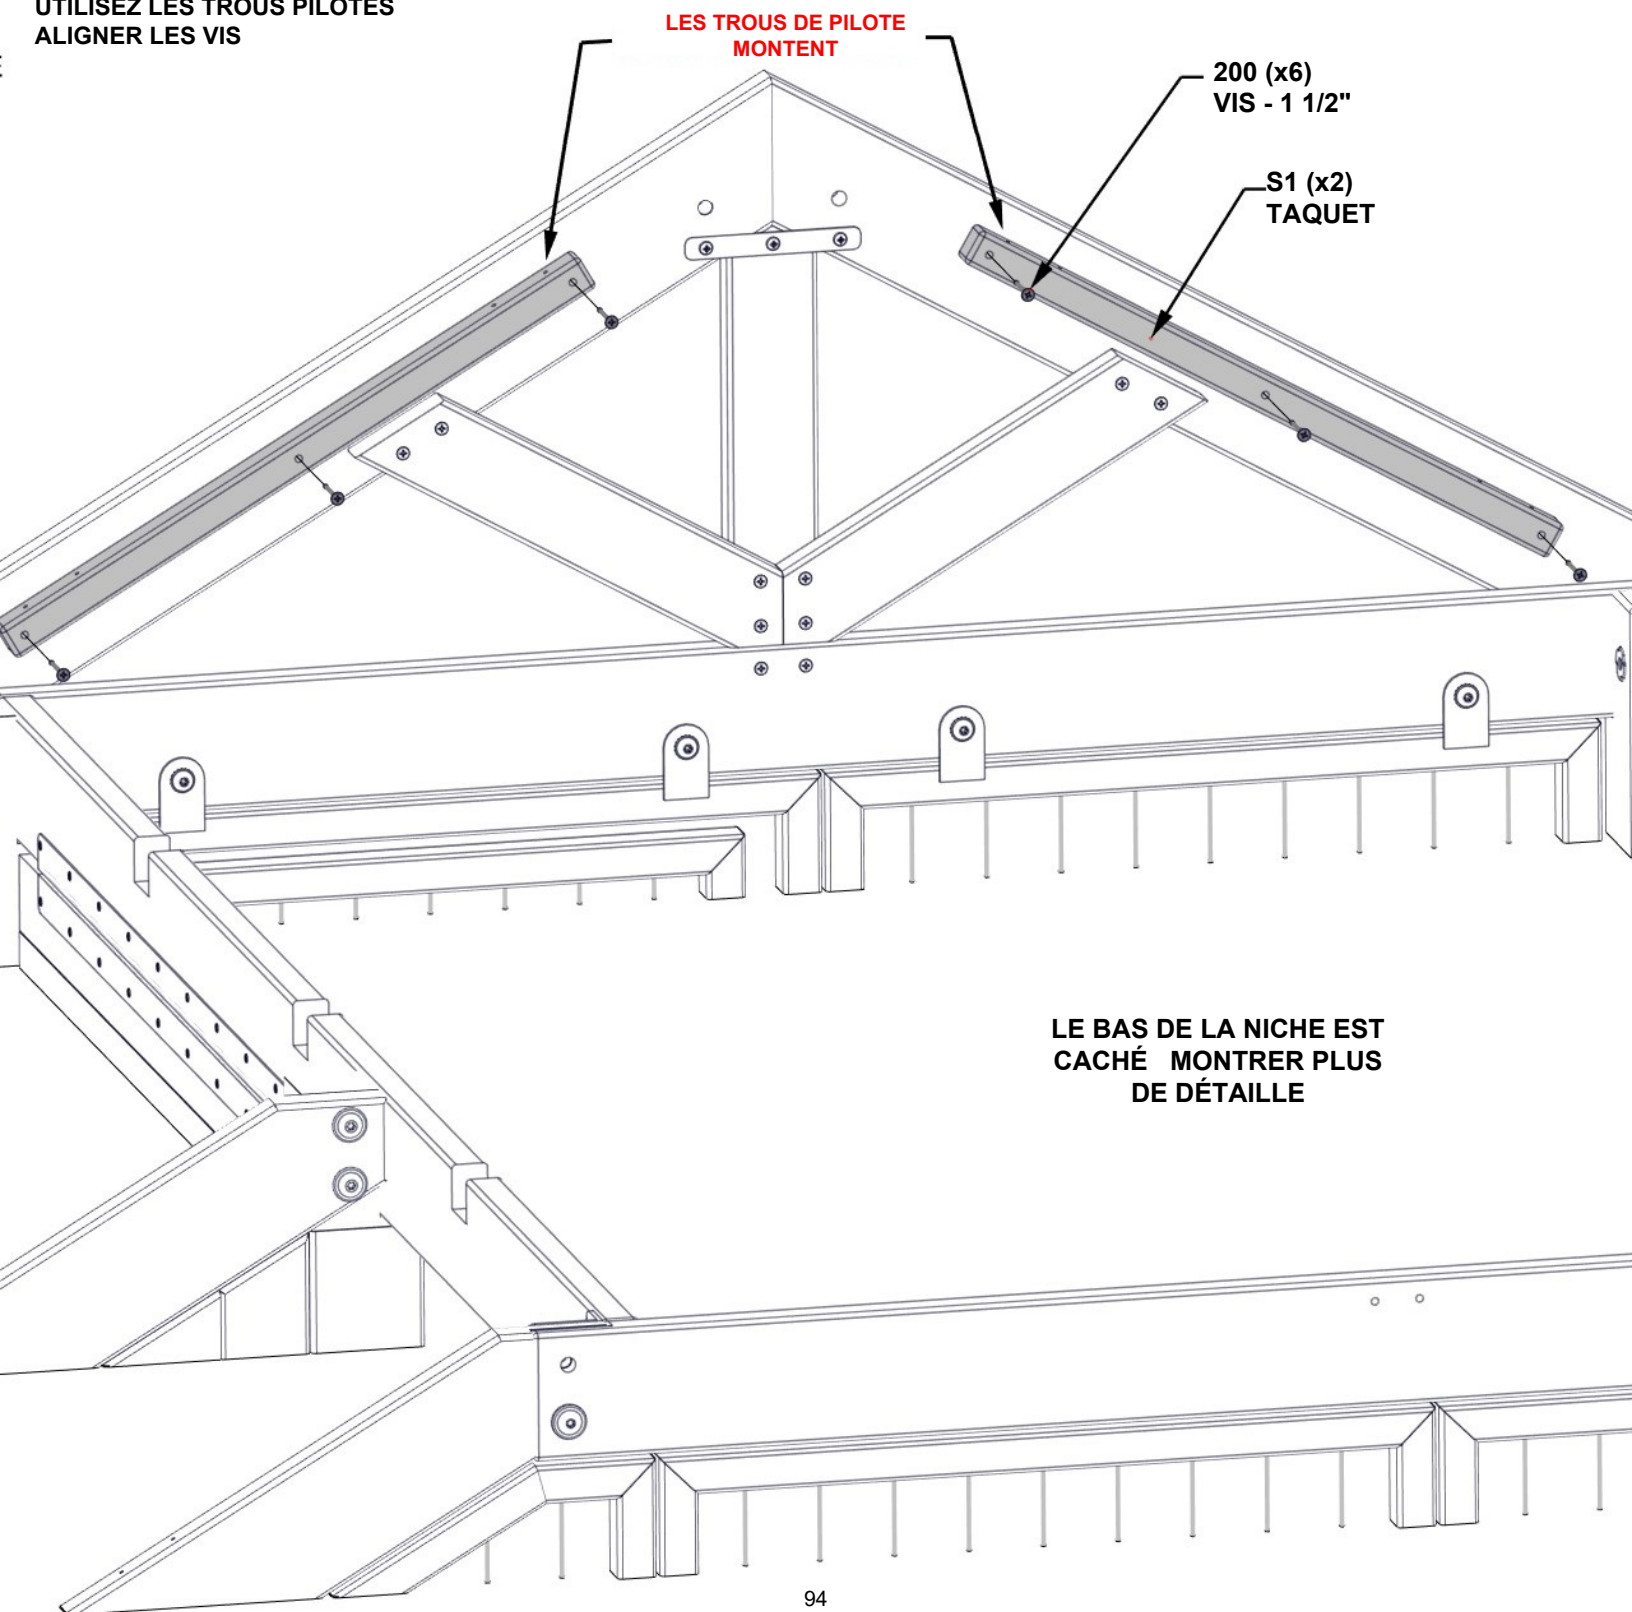 UTILISEZ LES TROUS PILOTES
ALIGNER LES VIS
LES TROUS DE PILOTE
MONTENT
200 (x6)
VIS - 1 1/2"
S1 (x2)
TAQUET
LE BAS DE LA NICHE EST
CACHÉ MONTRER PLUS
DE DÉTAILLE
94